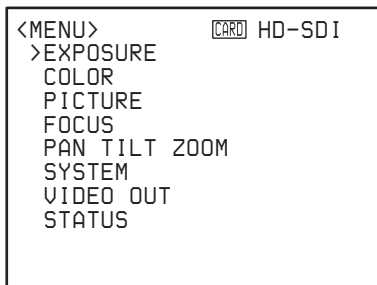 <MENU> CARD HD-SDI
>EXPOSURE
COLOR
PICTURE
FOCUS
PAN TILT ZOOM
SYSTEM
VIDEO OUT
STATUS